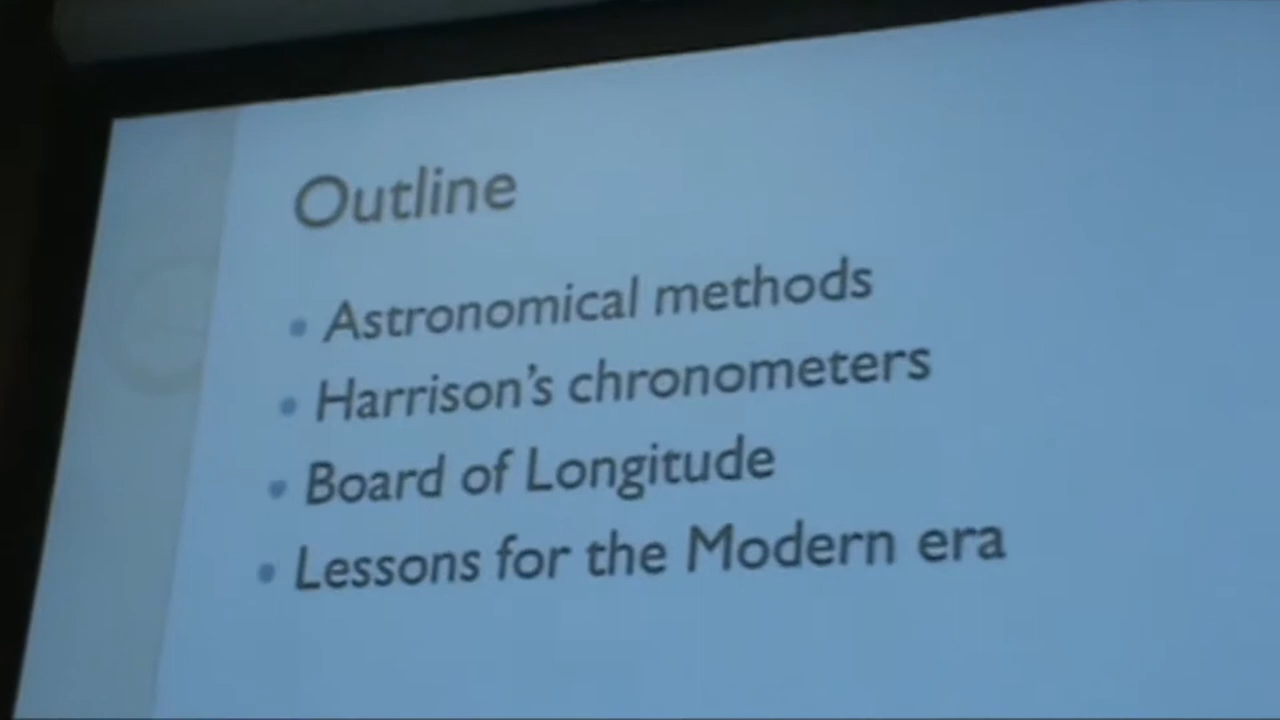 Outline
• Astronomical methods
• Harrison's chronometers
• Board of Longitude
• Lessons for the Modern era